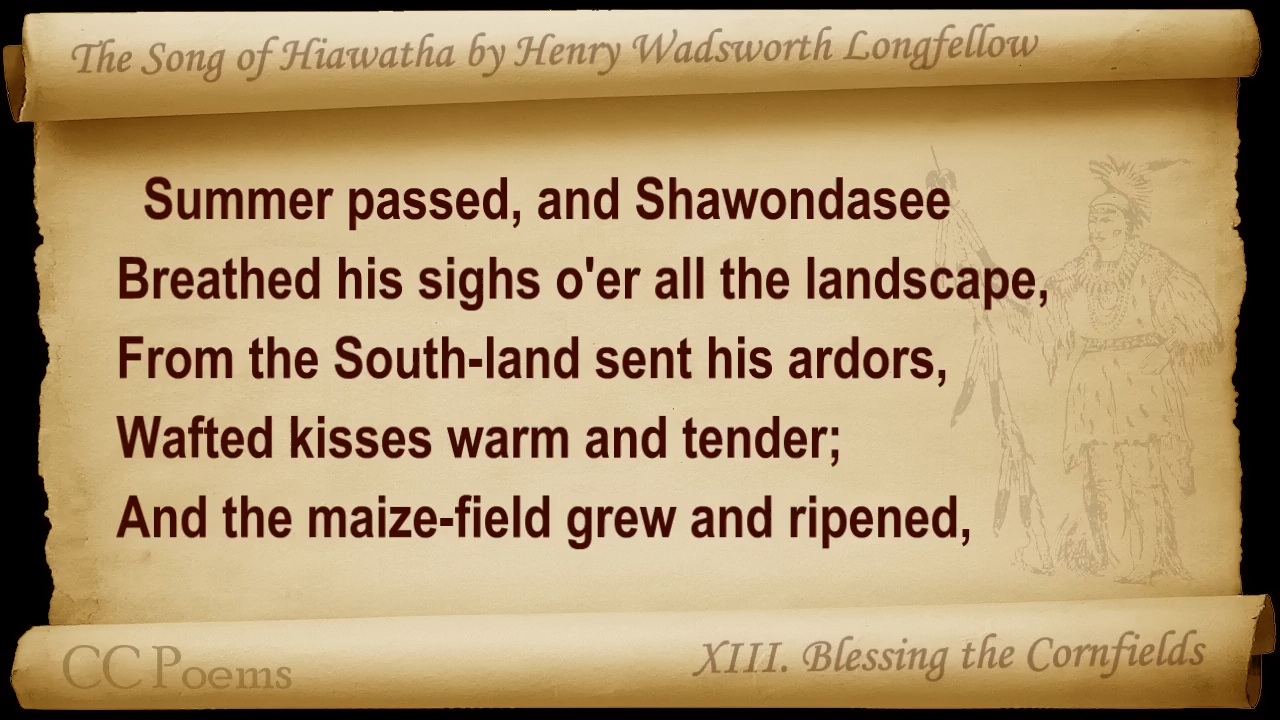 The Song of Hiawatha by Henry Wadsworth Longfellow
Summer passed, and Shawondasee
Breathed his sighs o'er all the landscape,
From the South-land sent his ardors,
Wafted kisses warm and tender;
And the maize-field grew and ripened,
CC Poems
XIII. Blessing the Cornfields